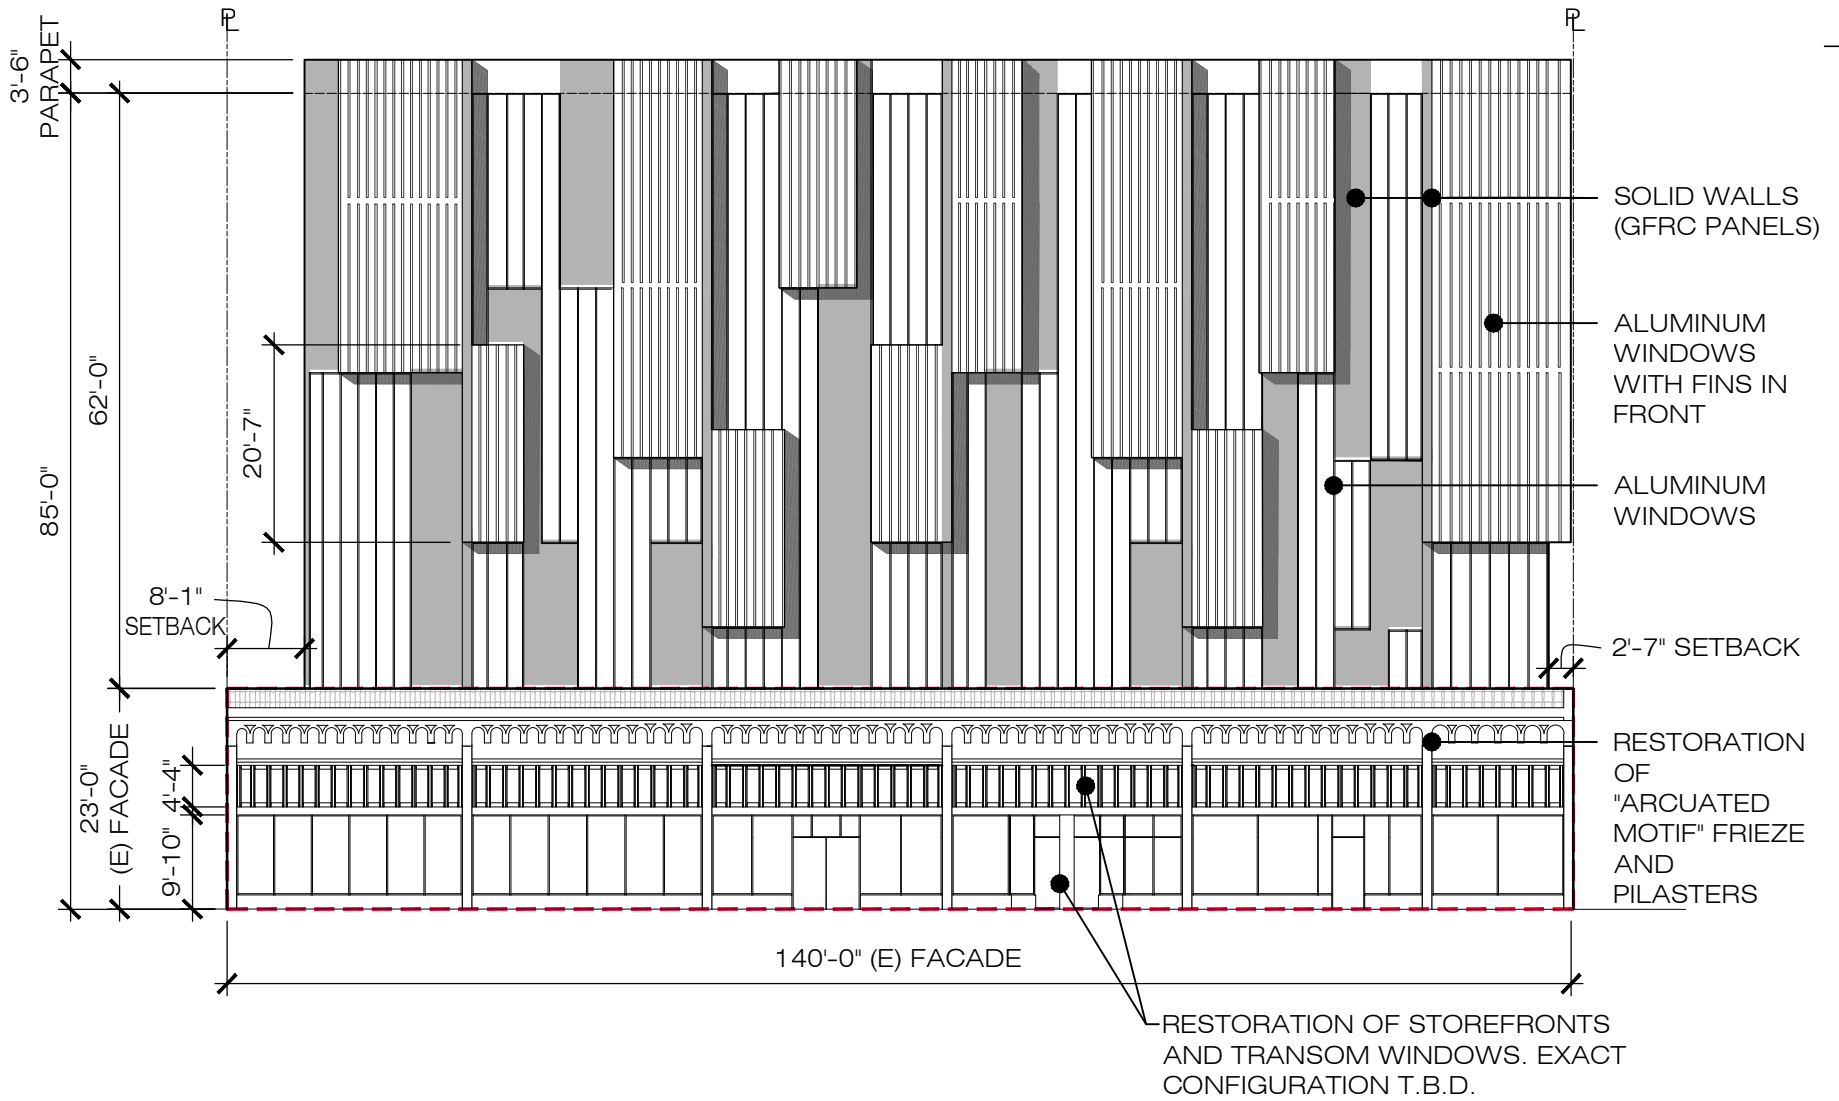 PL
PL
3'-6"
PARAPET
62'-0"
85'-0"
20'-7"
8'-1"
SETBACK
23'-0"
(E) FACADE
4'-4"
9'-10"
SOLID WALLS
(GFRC PANELS)
ALUMINUM
WINDOWS
WITH FINS IN
FRONT
ALUMINUM
WINDOWS
2'-7" SETBACK
RESTORATION
OF
"ARCUATED
MOTIF" FRIEZE
AND
PILASTERS
140'-0" (E) FACADE
RESTORATION OF STOREFRONTS
AND TRANSOM WINDOWS. EXACT
CONFIGURATION T.B.D.